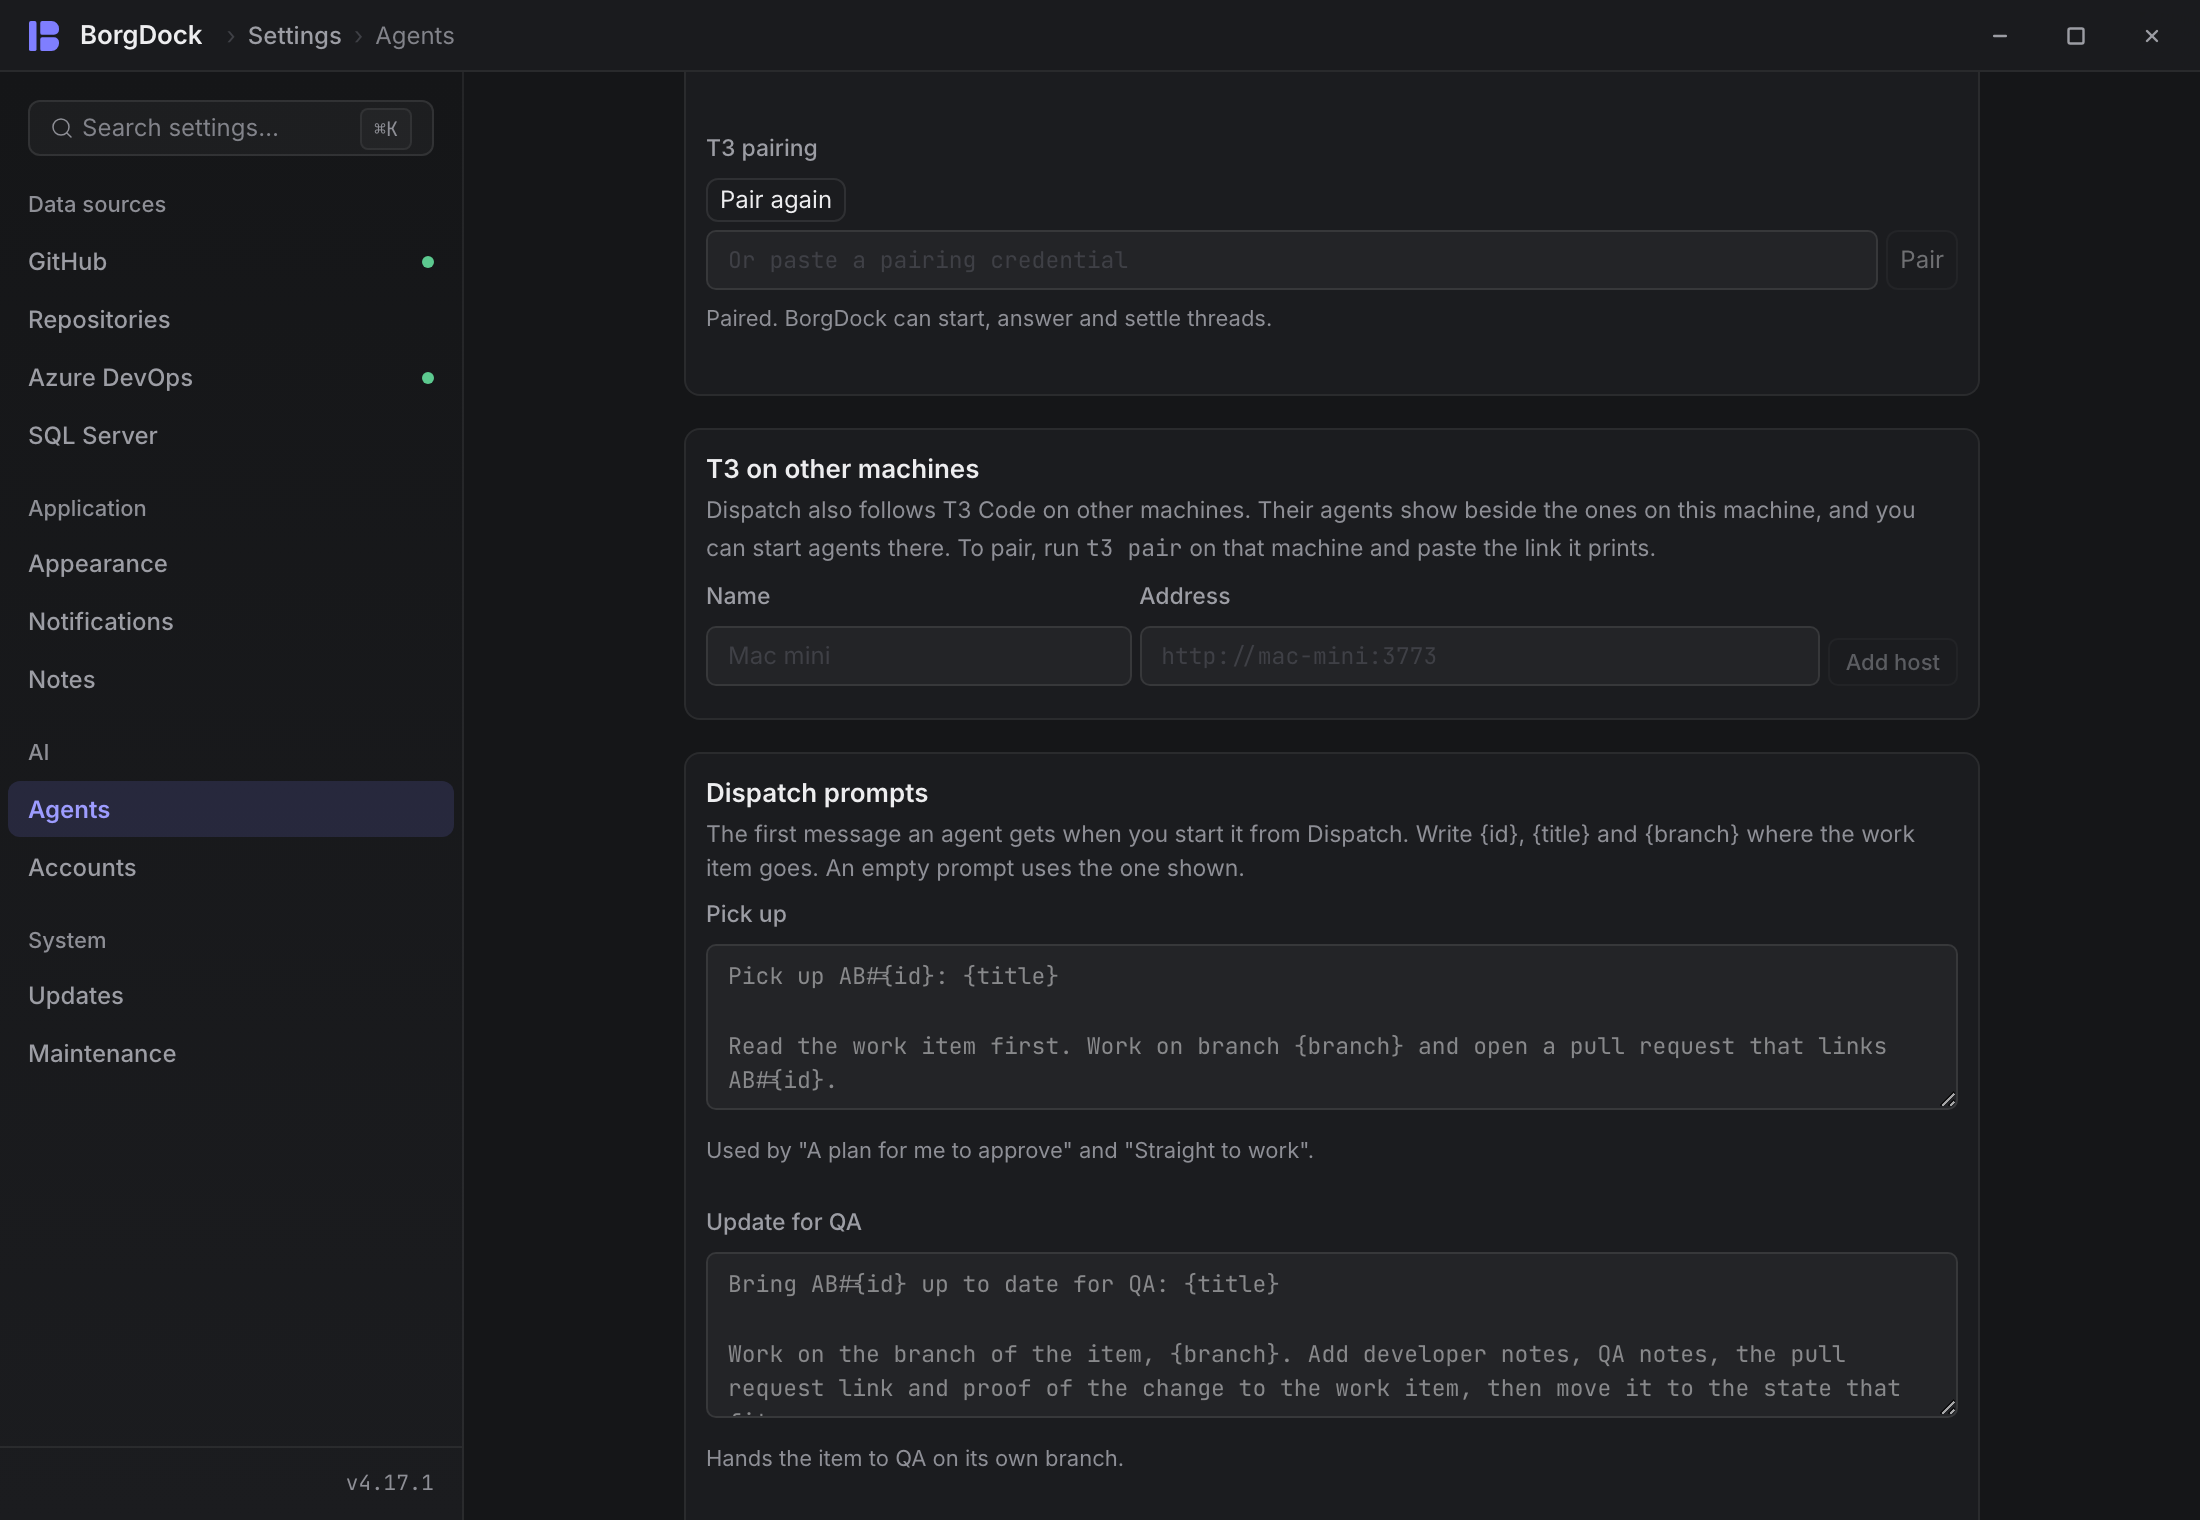 BorgDock › Settings › Agents
Search settings... ⌘K
Data sources
GitHub
Repositories
Azure DevOps
SQL Server
Application
Appearance
Notifications
Notes
AI
Agents
Accounts
System
Updates
Maintenance
v4.17.1
T3 pairing
Pair again
Or paste a pairing credential
Pair
Paired. BorgDock can start, answer and settle threads.
T3 on other machines
Dispatch also follows T3 Code on other machines. Their agents show beside the ones on this machine, and you
can start agents there. To pair, run t3 pair on that machine and paste the link it prints.
Name Address
Mac mini http://mac-mini:3773 Add host
Dispatch prompts
The first message an agent gets when you start it from Dispatch. Write {id}, {title} and {branch} where the work
item goes. An empty prompt uses the one shown.
Pick up
Pick up AB#{id}: {title}
Read the work item first. Work on branch {branch} and open a pull request that links
AB#{id}.
Used by "A plan for me to approve" and "Straight to work".
Update for QA
Bring AB#{id} up to date for QA: {title}
Work on the branch of the item, {branch}. Add developer notes, QA notes, the pull
request link and proof of the change to the work item, then move it to the state that
Hands the item to QA on its own branch.